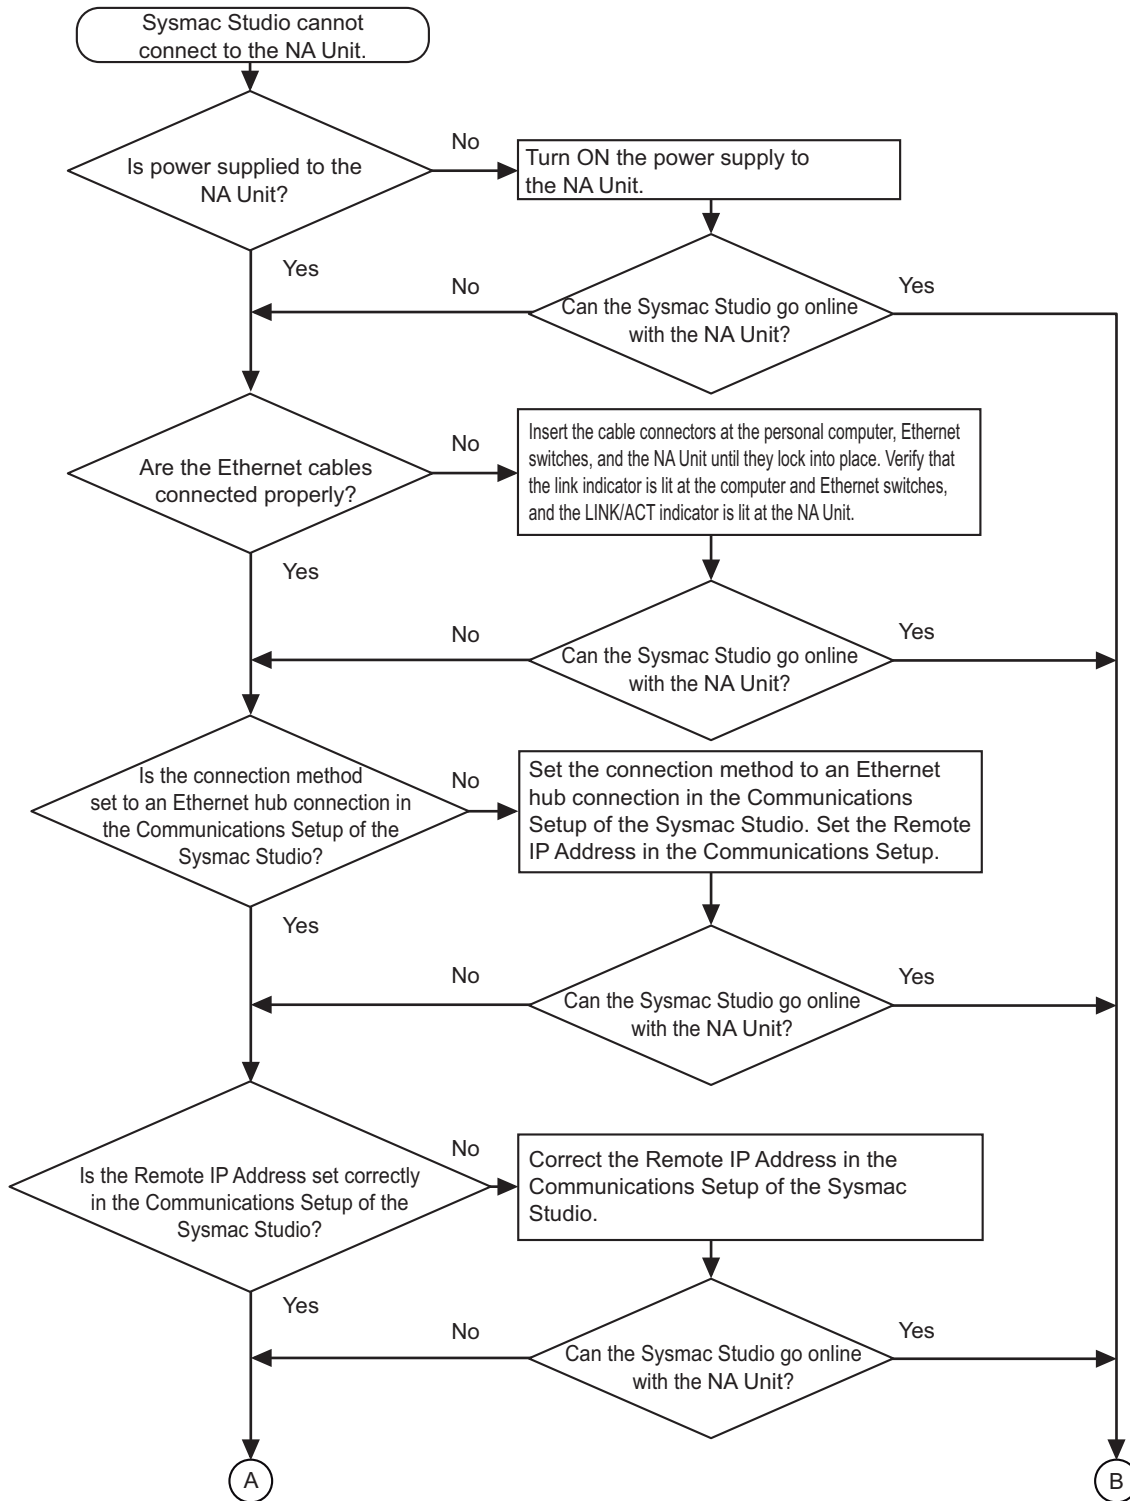 Sysmac Studio cannot
connect to the NA Unit.
Is power supplied to the
NA Unit?
No
Turn ON the power supply to
the NA Unit.
Yes
No
Can the Sysmac Studio go online
with the NA Unit?
Yes
Are the Ethernet cables
connected properly?
No
Insert the cable connectors at the personal computer, Ethernet
switches, and the NA Unit until they lock into place. Verify that
the link indicator is lit at the computer and Ethernet switches,
and the LINK/ACT indicator is lit at the NA Unit.
Yes
No
Can the Sysmac Studio go online
with the NA Unit?
Yes
Is the connection method
set to an Ethernet hub connection in
the Communications Setup of the
Sysmac Studio?
No
Set the connection method to an Ethernet
hub connection in the Communications
Setup of the Sysmac Studio. Set the Remote
IP Address in the Communications Setup.
Yes
No
Can the Sysmac Studio go online
with the NA Unit?
Yes
Is the Remote IP Address set correctly
in the Communications Setup of the
Sysmac Studio?
No
Correct the Remote IP Address in the
Communications Setup of the Sysmac
Studio.
Yes
No
Can the Sysmac Studio go online
with the NA Unit?
Yes
A
B